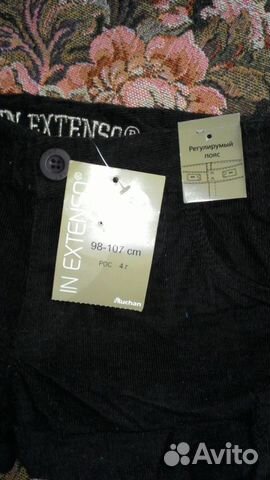 IN EXTENSO®
Регулирумый
пояс
IN EXTENSO®
98-107 cm
РОС 4 г
Auchan
Avito